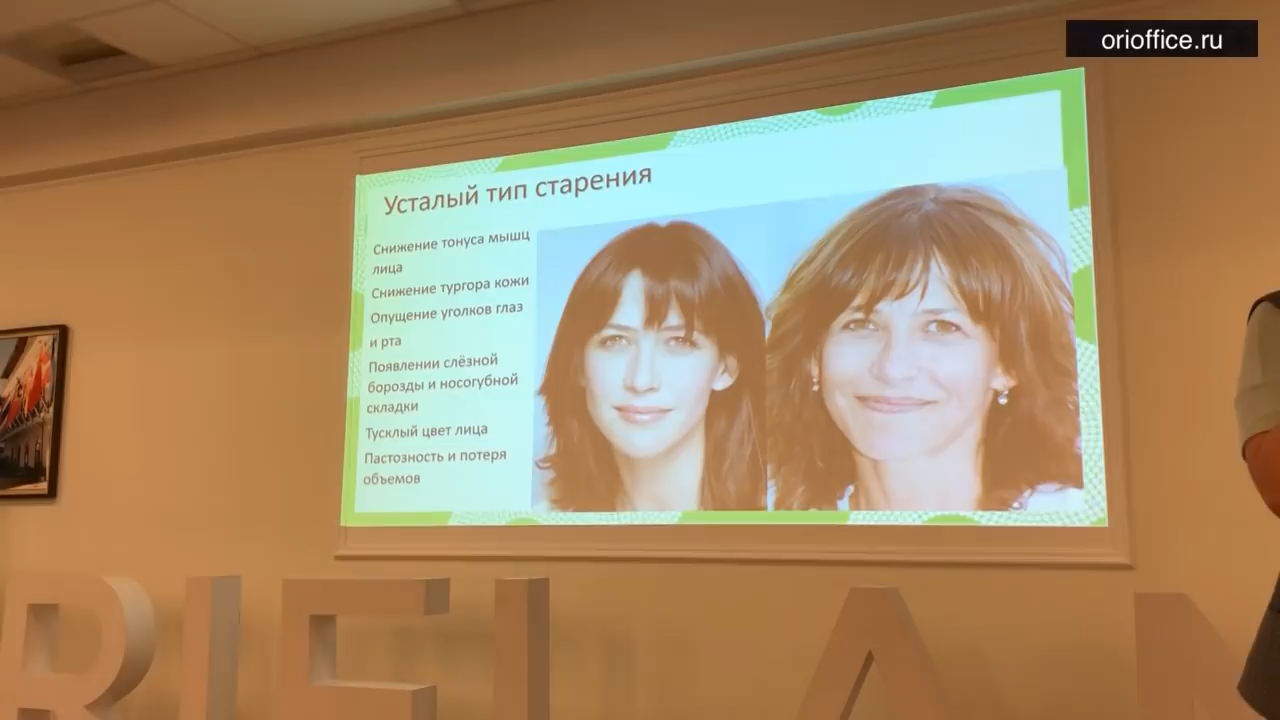 orioffice.ru
Усталый тип старения
Снижение тонуса мышц
лица
Снижение тургора кожи
Опущение уголков глаз
и рта
Появлении слёзной
борозды и носогубной
складки
Тусклый цвет лица
Пастозность и потеря
объемов
RIFLAM